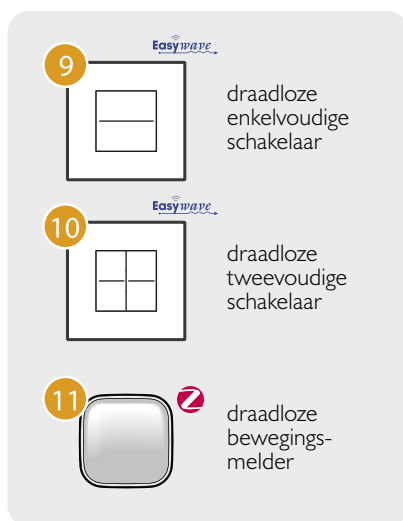 Easywave
9
draadloze
enkelvoudige
schakelaar
Easywave
10
draadloze
tweevoudige
schakelaar
11
draadloze
bewegings-
melder